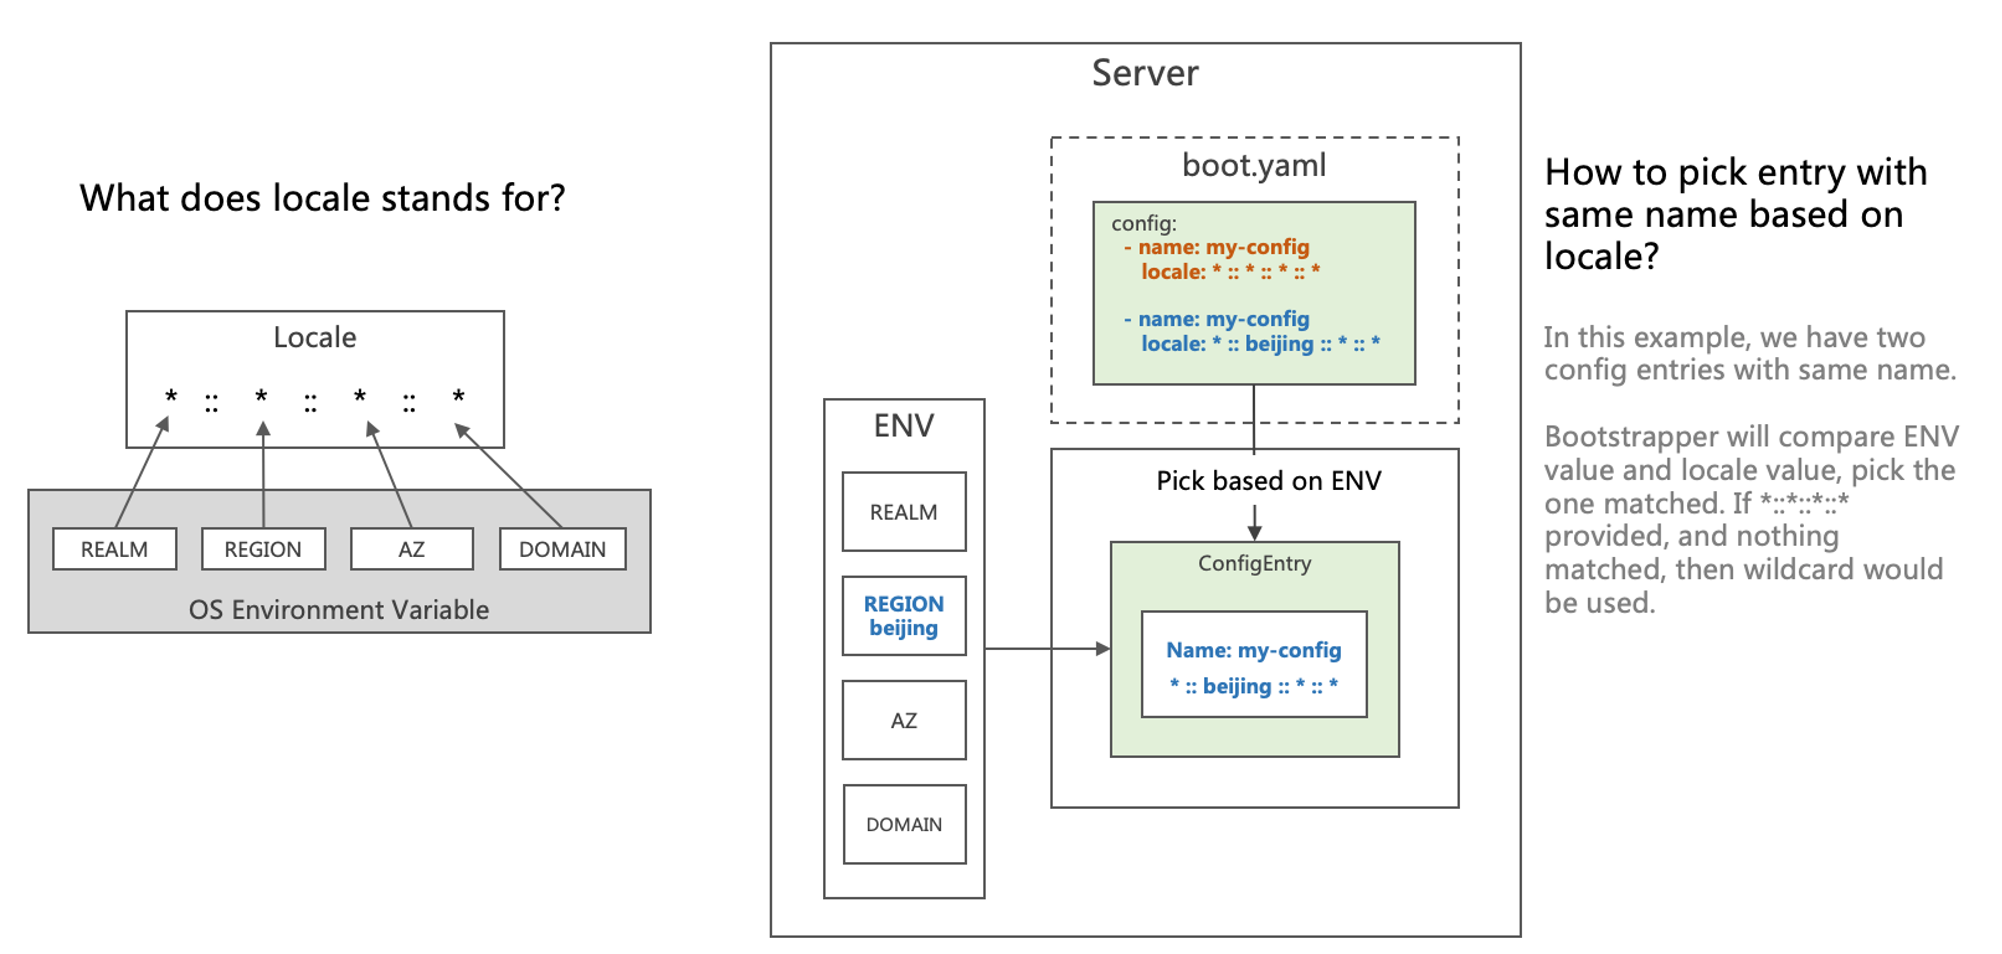 What does locale stands for?
Locale
* :: * :: * :: *
REALM
REGION
AZ
DOMAIN
OS Environment Variable
Server
boot.yaml
config:
- name: my-config
locale: * :: * :: * :: *
- name: my-config
locale: * :: beijing :: * :: *
ENV
REALM
REGION
beijing
AZ
DOMAIN
Pick based on ENV
ConfigEntry
Name: my-config
* :: beijing :: * :: *
How to pick entry with
same name based on
locale?
In this example, we have two
config entries with same name.
Bootstrapper will compare ENV
value and locale value, pick the
one matched. If *::*::*::*
provided, and nothing
matched, then wildcard would
be used.